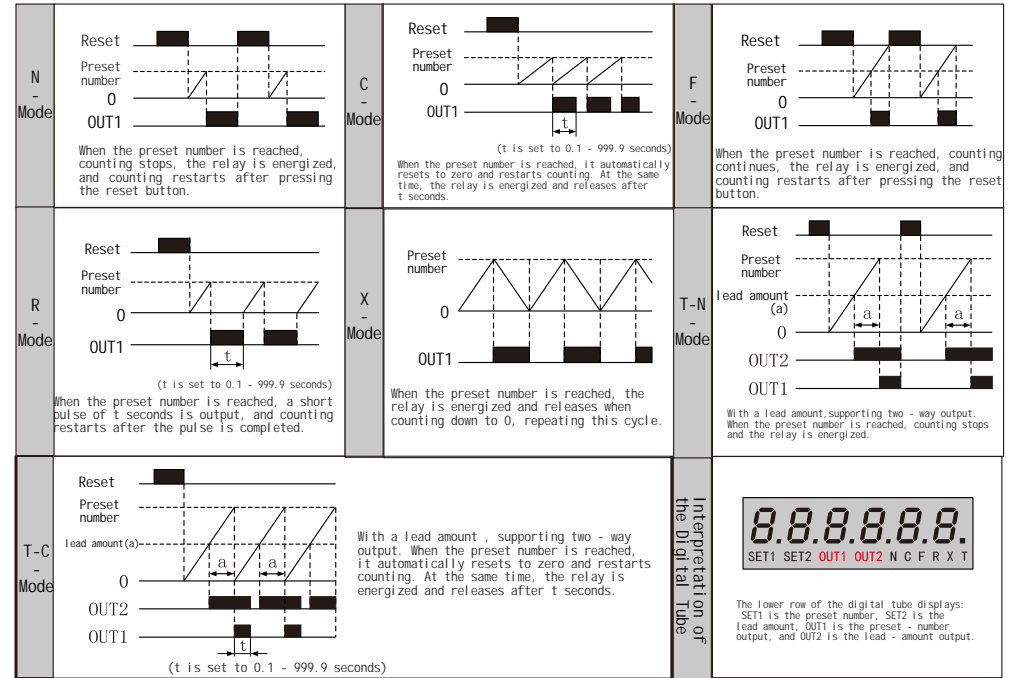 N
-
Mode
Reset
Preset
number
0
OUT1
When the preset number is reached,
counting stops, the relay is energized,
and counting restarts after pressing
the reset button.
C
-
Mode
Reset
Preset
number
0
OUT1
t
(t is set to 0.1 - 999.9 seconds)
When the preset number is reached, it automatically
resets to zero and restarts counting. At the same
time, the relay is energized and releases after
t seconds.
F
-
Mode
Reset
Preset
number
0
OUT1
When the preset number is reached, counting
continues, the relay is energized, and
counting restarts after pressing the reset
button.
R
-
Mode
Reset
Preset
number
0
OUT1
t
(t is set to 0.1 - 999.9 seconds)
When the preset number is reached, a short
pulse of t seconds is output, and counting
restarts after the pulse is completed.
X
-
Mode
Preset
number
0
OUT1
When the preset number is reached, the
relay is energized and releases when
counting down to 0, repeating this cycle.
T-N
-
Mode
Reset
Preset
number
lead amount
(a)
a
a
0
OUT2
OUT1
With a lead amount,supporting two - way output.
When the preset number is reached, counting stops
and the relay is energized.
T-C
-
Mode
Reset
Preset
number
lead amount(a)
a
a
0
OUT2
OUT1
t
(t is set to 0.1 - 999.9 seconds)
With a lead amount , supporting two - way
output. When the preset number is reached,
it automatically resets to zero and restarts
counting. At the same time, the relay is
energized and releases after t seconds.
Interpretation of
the Digital Tube
8.8.8.8.8.8.
SET1 SET2 OUT1 OUT2 N C F R X T
The lower row of the digital tube displays:
SET1 is the preset number, SET2 is the
lead amount, OUT1 is the preset - number
output, and OUT2 is the lead - amount output.